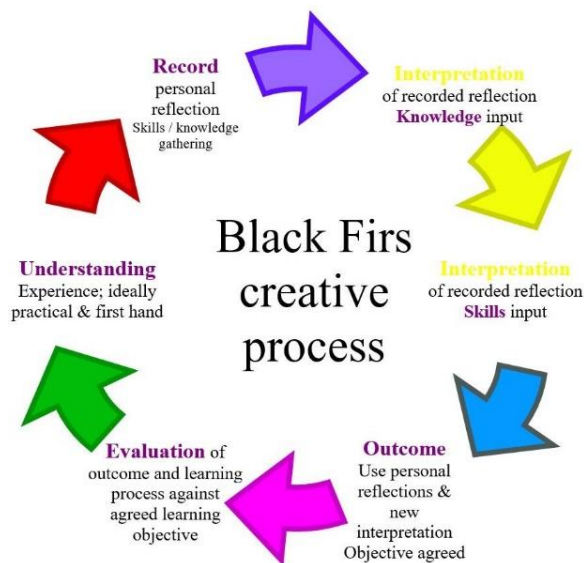 Record
personal
reflection
Skills / knowledge
gathering
Interpretation
of recorded reflection
Knowledge input
Interpretation
of recorded reflection
Skills input
Outcome
Use personal
reflections &
new
interpretation
Objective agreed
Evaluation of
outcome and learning
process against
agreed learning
objective
Understanding
Experience; ideally
practical & first hand
Black Firs
creative
process